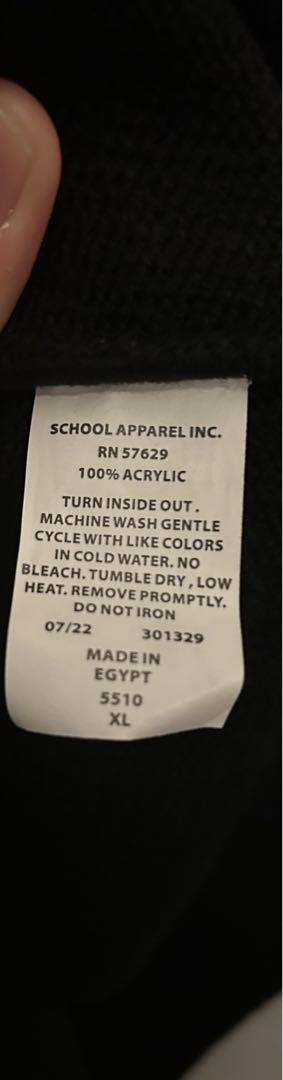 SCHOOL APPAREL INC.
RN 57629
100% ACRYLIC
TURN INSIDE OUT.
MACHINE WASH GENTLE
CYCLE WITH LIKE COLORS
IN COLD WATER. NO
BLEACH. TUMBLE DRY, LOW
HEAT. REMOVE PROMPTLY.
DO NOT IRON
07/22 301329
MADE IN
EGYPT
5510
XL